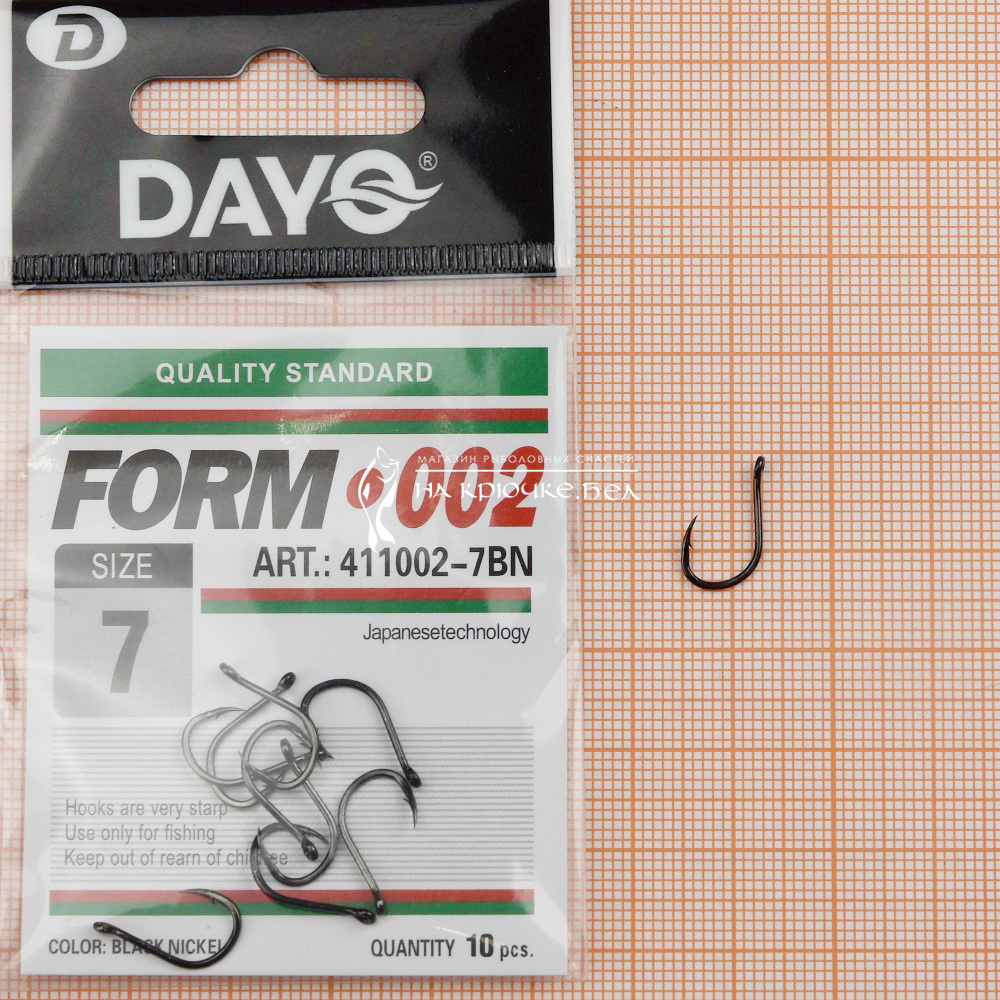 D
DAYO®
QUALITY STANDARD
FORM 002
МАГАЗИН РЫБОЛОВНЫХ СНАСТЕЙ
НА КРЮЧКЕ.БЕЛ
SIZE
7
ART.: 411002-7BN
Japanesetechnology
Hooks are very starp
Use only for fishing
Keep out of rearn of
COLOR: BLACK NICKEL
QUANTITY 10 pcs.